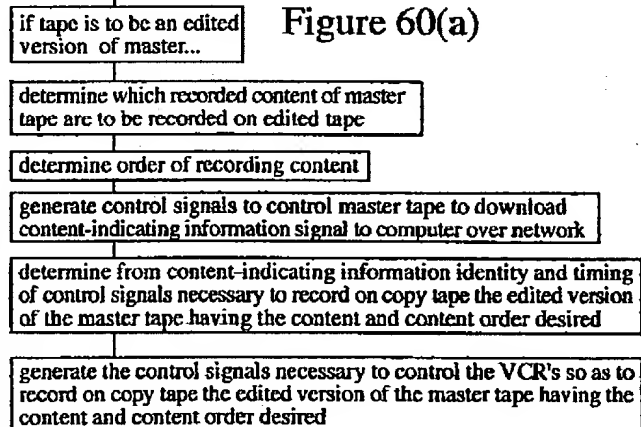 Figure 60(a)
if tape is to be an edited
version of master...
determine which recorded content of master
tape are to be recorded on edited tape
determine order of recording content
generate control signals to control master tape to download
content-indicating information signal to computer over network
determine from content-indicating information identity and timing
of control signals necessary to record on copy tape the edited version
of the master tape having the content and content order desired
generate the control signals necessary to control the VCR's so as to
record on copy tape the edited version of the master tape having the
content and content order desired